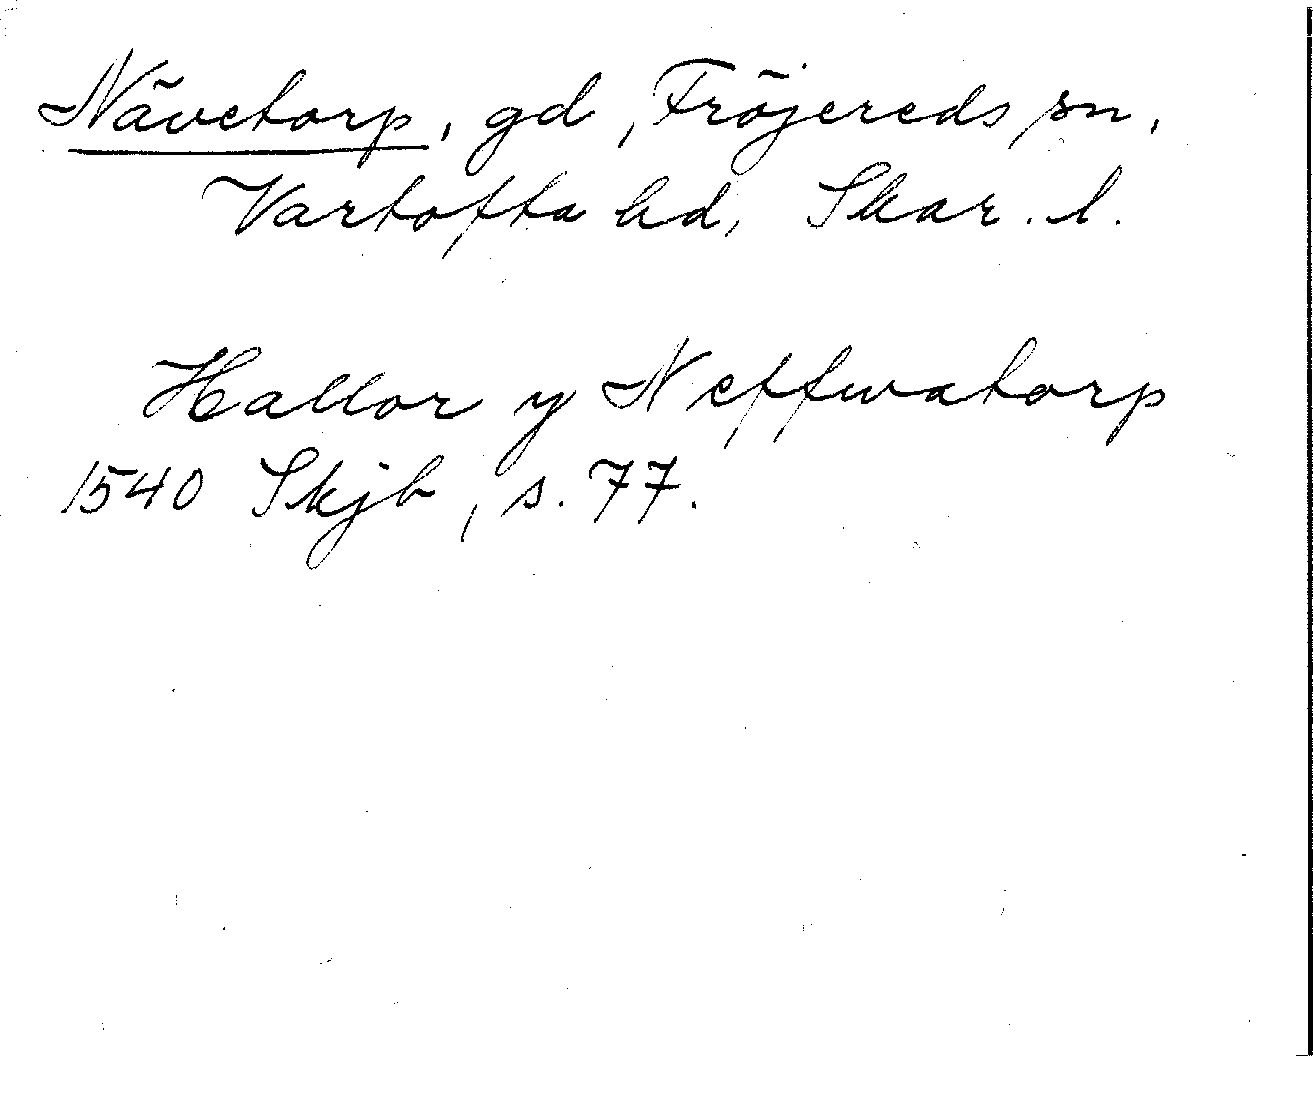 Nävetorp, gd, Fröjereds sn,
Vartofta hd, Skar. l.
Hallor y Neffwatorp
1540 Skjb, s. 77.